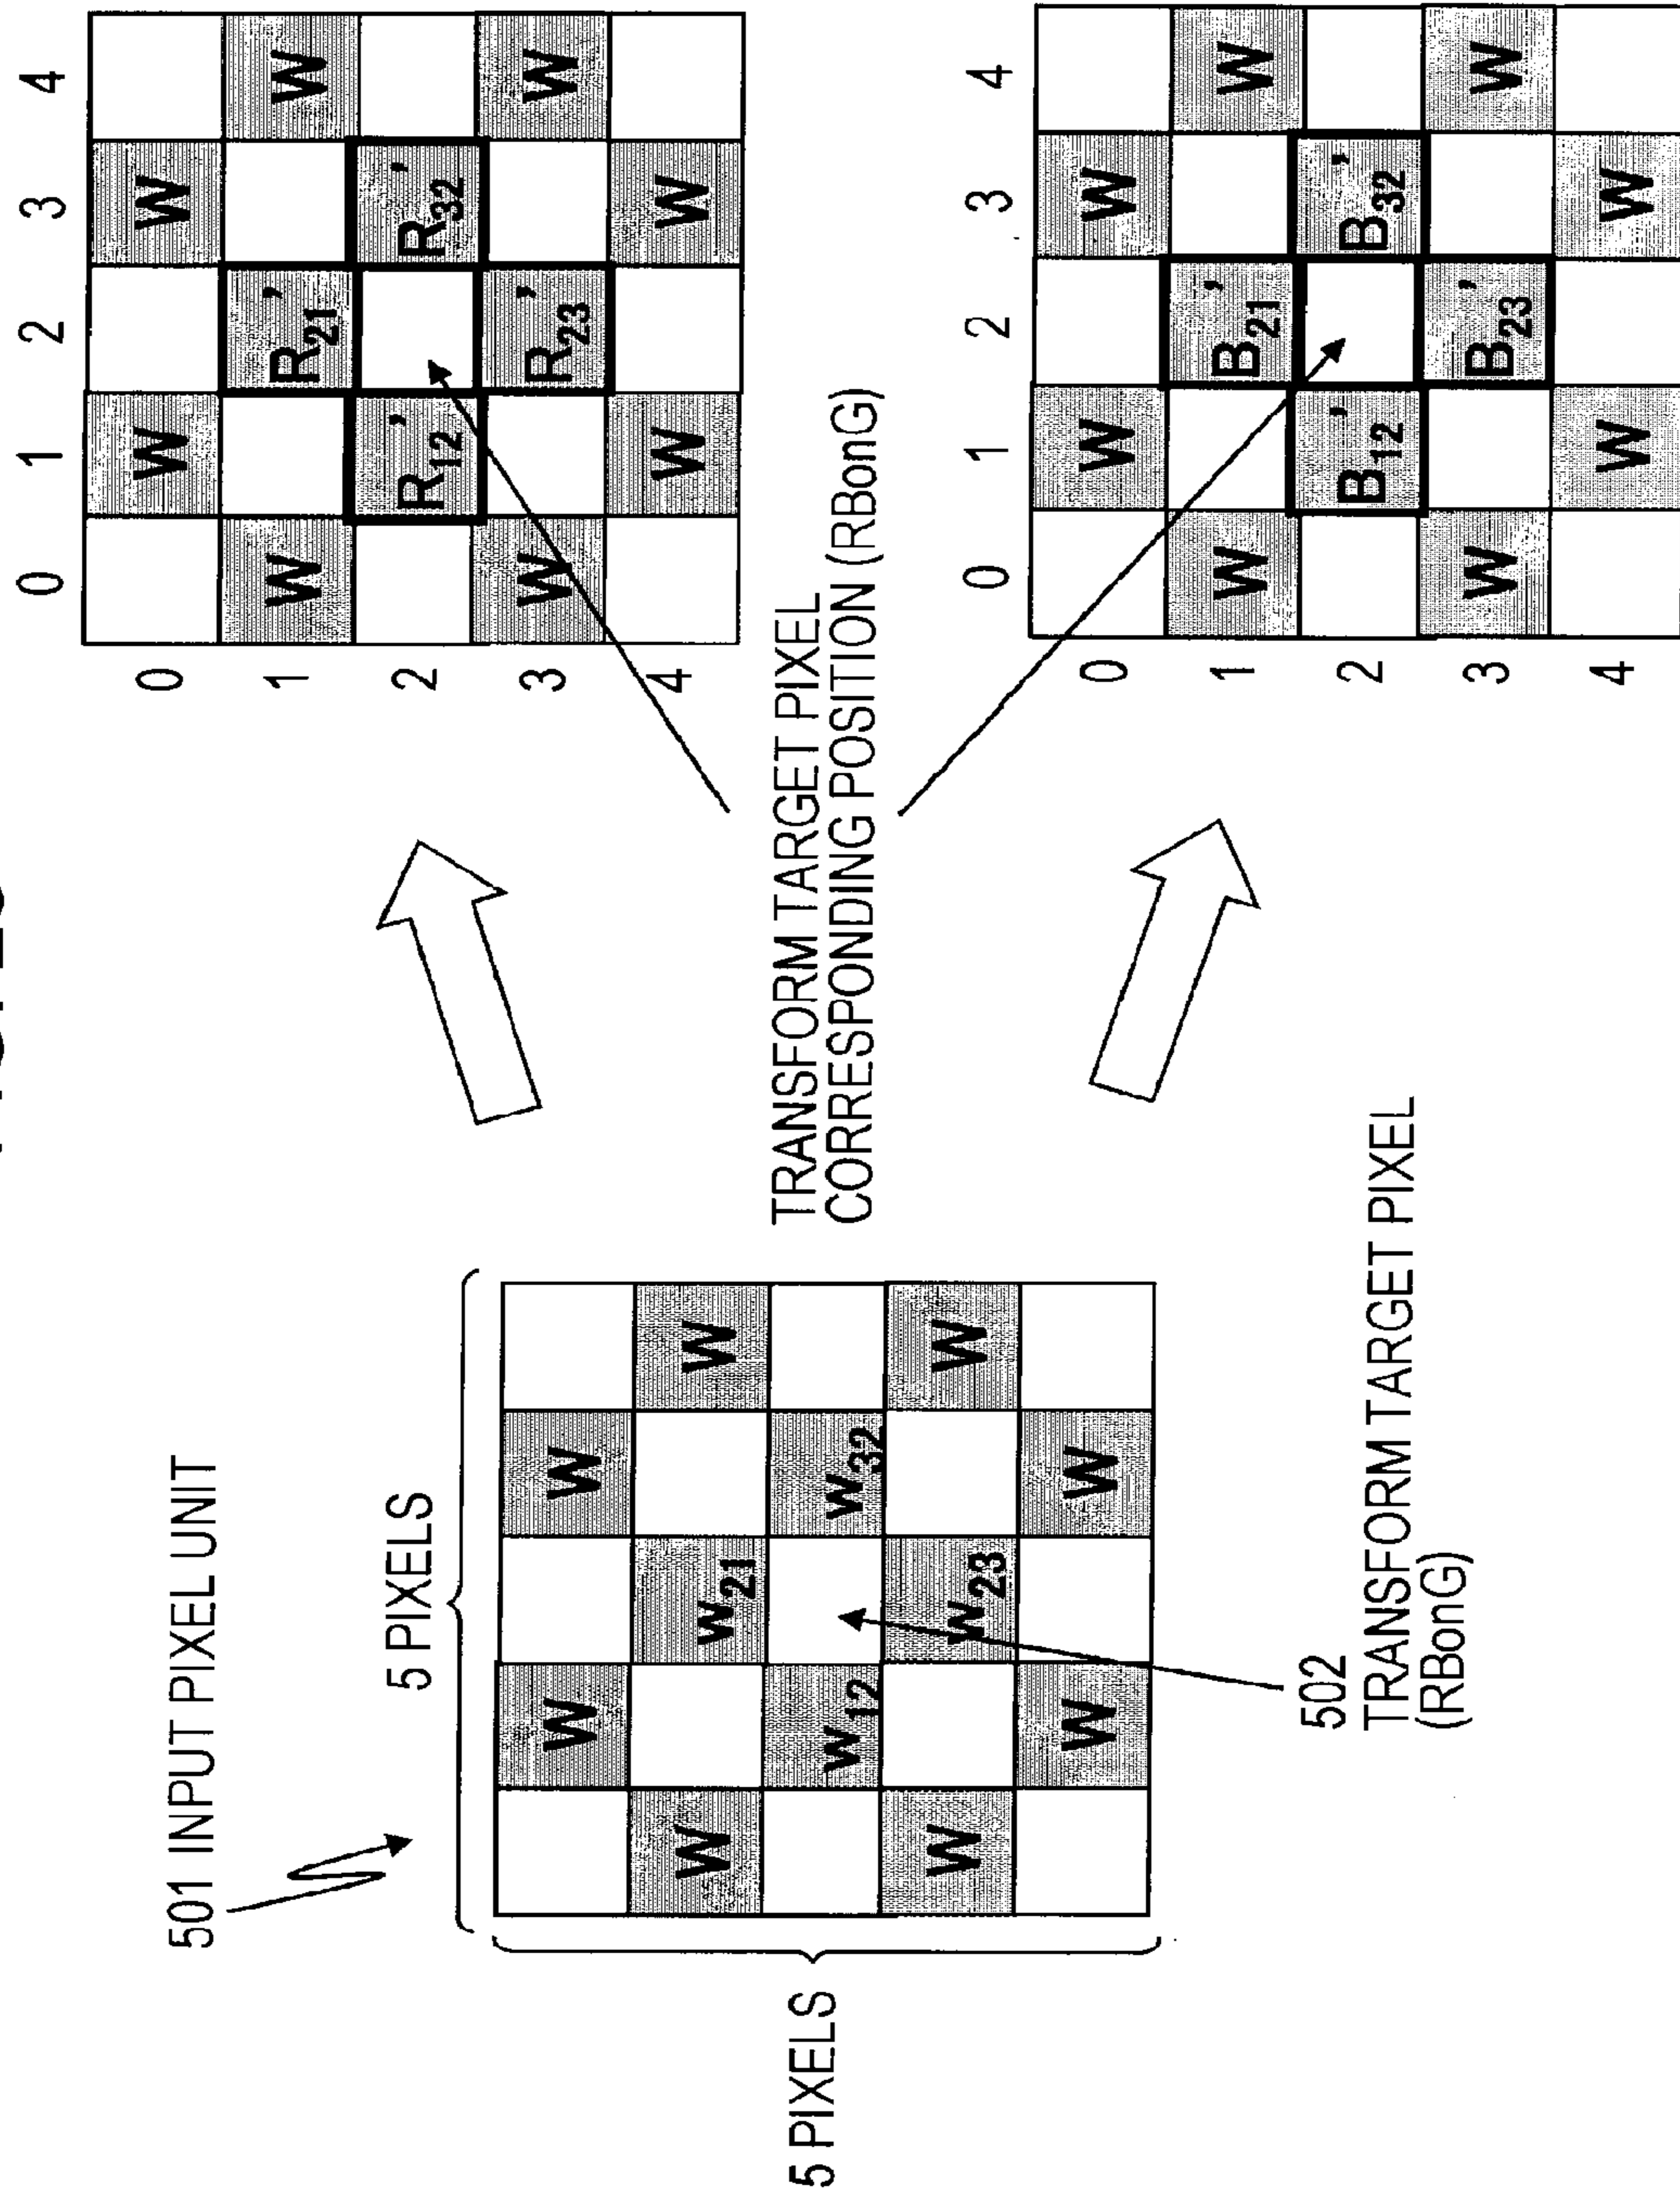 501 INPUT PIXEL UNIT
5 PIXELS
5 PIXELS
W W
W w21 W
w12 w32
W w23 W
W W
502
TRANSFORM TARGET PIXEL
(RBonG)
TRANSFORM TARGET PIXEL
CORRESPONDING POSITION (RBonG)
0 1 2 3 4
0 W W
1 W R21' W
2 R12' R32'
3 W R23' W
4 W W
0 1 2 3 4
0 W W
1 W B21' W
2 B12' B32'
3 W B23' W
4 W W